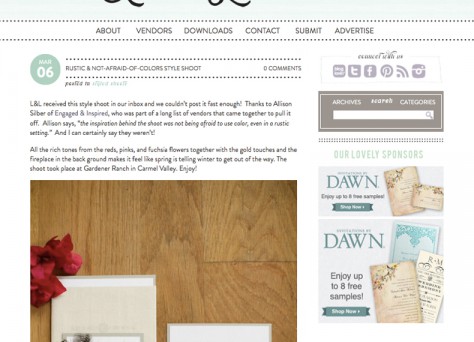 ABOUT VENDORS DOWNLOADS CONTACT SUBMIT ADVERTISE
MAR
06
RUSTIC & NOT-AFRAID-OF-COLORS STYLE SHOOT
0 COMMENTS
posted in styled shoots
L&L received this style shoot in our inbox and we couldn't post it fast enough! Thanks to Allison
Silber of Engaged & Inspired, who was part of a long list of vendors that came together to pull it
off. Allison says, "the inspiration behind the shoot was not being afraid to use color, even in a rustic
setting." And I can certainly say they weren't!
All the rich tones from the reds, pinks, and fuchsia flowers together with the gold touches and the
fireplace in the back ground makes it feel like spring is telling winter to get out of the way. The
shoot took place at Gardener Ranch in Carmel Valley. Enjoy!
connect with us
ARCHIVES search CATEGORIES
OUR LOVELY SPONSORS
INVITATIONS BY
DAWN
Enjoy up to 8 free samples!
Shop Now
INVITATIONS BY
DAWN
Enjoy up
to 8 free
samples!
Shop Now